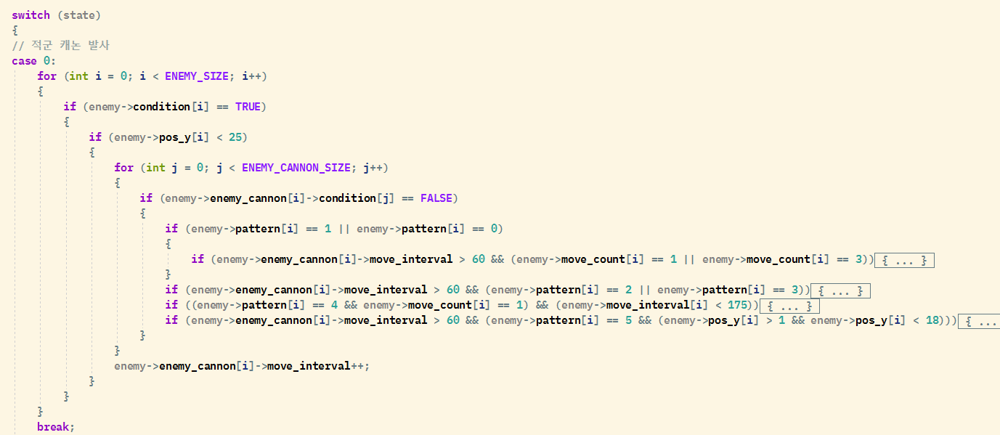 switch (state)
{
// 적군 캐논 발사
case 0:
    for (int i = 0; i < ENEMY_SIZE; i++)
    {
        if (enemy->condition[i] == TRUE)
        {
            if (enemy->pos_y[i] < 25)
            {
                for (int j = 0; j < ENEMY_CANNON_SIZE; j++)
                {
                    if (enemy->enemy_cannon[i]->condition[j] == FALSE)
                    {
                        if (enemy->pattern[i] == 1 || enemy->pattern[i] == 0)
                        {
                            if (enemy->enemy_cannon[i]->move_interval > 60 && (enemy->move_count[i] == 1 || enemy->move_count[i] == 3)){ ... }
                        }
                        if (enemy->enemy_cannon[i]->move_interval > 60 && (enemy->pattern[i] == 2 || enemy->pattern[i] == 3)){ ... }
                        if ((enemy->pattern[i] == 4 && enemy->move_count[i] == 1) && (enemy->move_interval[i] < 175)){ ... }
                        if (enemy->enemy_cannon[i]->move_interval > 60 && (enemy->pattern[i] == 5 && (enemy->pos_y[i] > 1 && enemy->pos_y[i] < 18))){ ...
                    }
                }
                enemy->enemy_cannon[i]->move_interval++;
            }
        }
    }
    break;